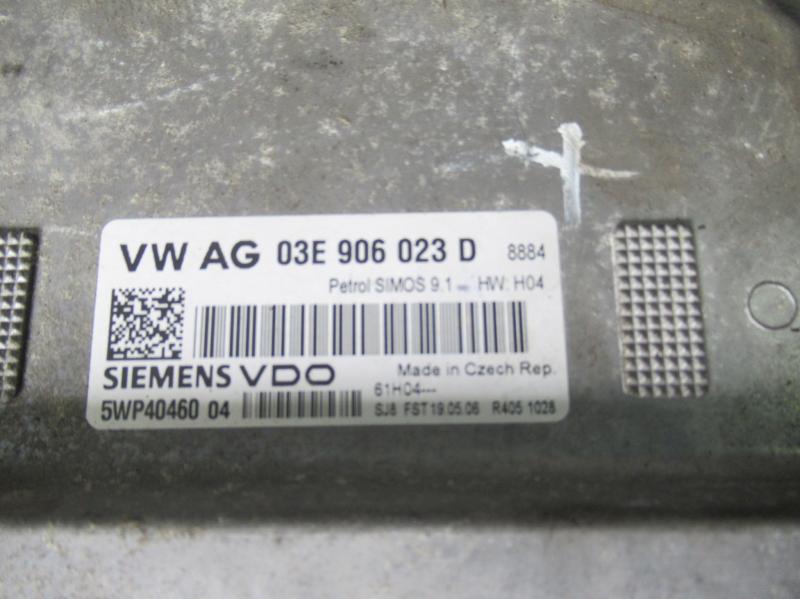 VW AG 03E 906 023 D 8884
Petrol SIMOS 9.1 -- HW: H04
SIEMENS VDO Made in Czech Rep.
61H04---
5WP40460 04 SJ8 FST 19.05.06 R405 1028